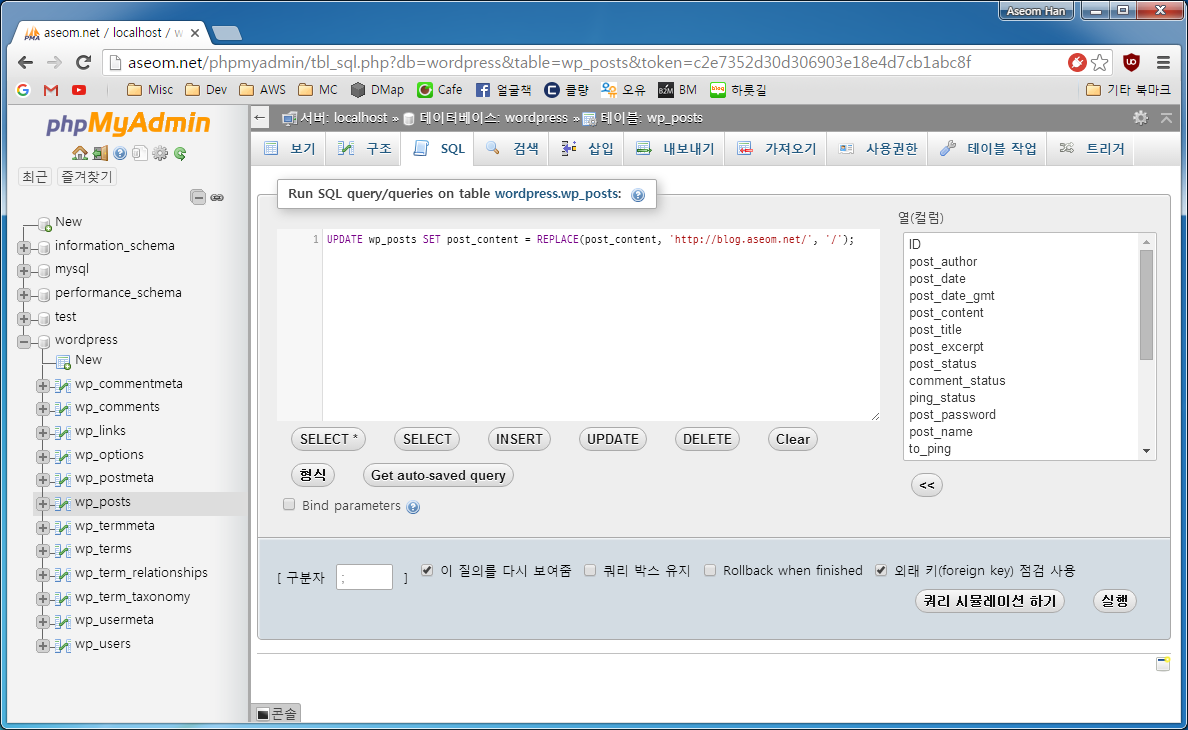 Aseom Han
aseom.net / localhost / w
aseom.net/phpmyadmin/tbl_sql.php?db=wordpress&table=wp_posts&token=c2e7352d30d306903e18e4d7cb1abc8f
Misc Dev AWS MC DMap Cafe 얼굴책 클량 오유 BM 하룻길 기타 북마크
phpMyAdmin
최근 즐겨찾기
New
information_schema
mysql
performance_schema
test
wordpress
New
wp_commentmeta
wp_comments
wp_links
wp_options
wp_postmeta
wp_posts
wp_termmeta
wp_terms
wp_term_relationships
wp_term_taxonomy
wp_usermeta
wp_users
서버: localhost » 데이터베이스: wordpress » 테이블: wp_posts
보기 구조 SQL 검색 삽입 내보내기 가져오기 사용권한 테이블 작업 트리거
Run SQL query/queries on table wordpress.wp_posts:
1 UPDATE wp_posts SET post_content = REPLACE(post_content, 'http://blog.aseom.net/', '/');
열(컬럼)
ID
post_author
post_date
post_date_gmt
post_content
post_title
post_excerpt
post_status
comment_status
ping_status
post_password
post_name
to_ping
<<
SELECT * SELECT INSERT UPDATE DELETE Clear
형식 Get auto-saved query
Bind parameters
[ 구분자 ; ] 이 질의를 다시 보여줌 쿼리 박스 유지 Rollback when finished 외래 키(foreign key) 점검 사용
쿼리 시뮬레이션 하기 실행
콘솔